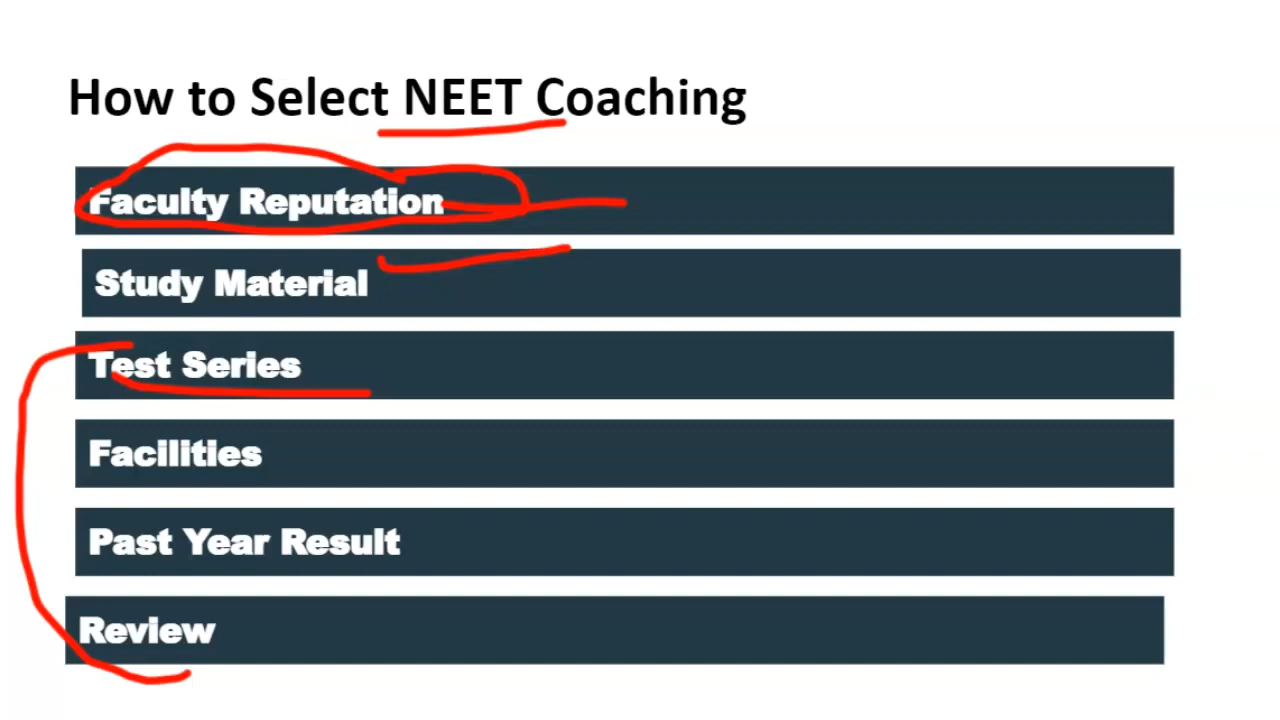 How to Select NEET Coaching
Faculty Reputation
Study Material
Test Series
Facilities
Past Year Result
Review